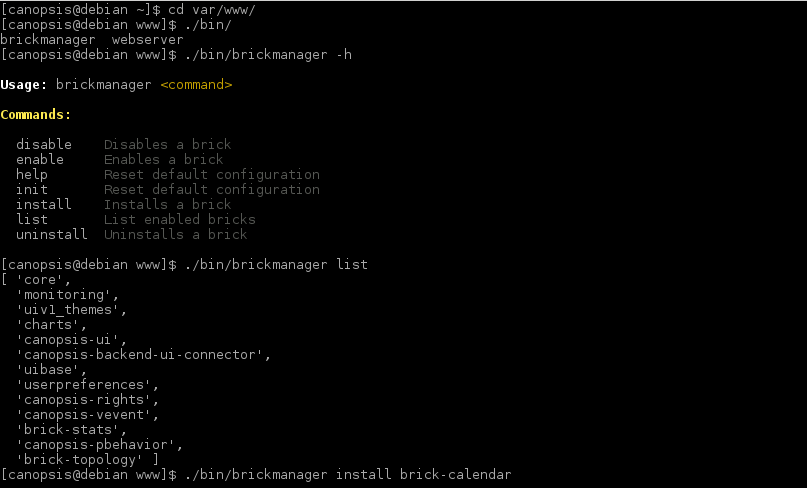 [canopsis@debian ~]$ cd var/www/
[canopsis@debian www]$ ./bin/
brickmanager  webserver
[canopsis@debian www]$ ./bin/brickmanager -h
Usage: brickmanager <command>
Commands:
  disable    Disables a brick
  enable     Enables a brick
  help       Reset default configuration
  init       Reset default configuration
  install    Installs a brick
  list       List enabled bricks
  uninstall  Uninstalls a brick
[canopsis@debian www]$ ./bin/brickmanager list
[ 'core',
  'monitoring',
  'uiv1_themes',
  'charts',
  'canopsis-ui',
  'canopsis-backend-ui-connector',
  'uibase',
  'userpreferences',
  'canopsis-rights',
  'canopsis-vevent',
  'brick-stats',
  'canopsis-pbehavior',
  'brick-topology' ]
[canopsis@debian www]$ ./bin/brickmanager install brick-calendar